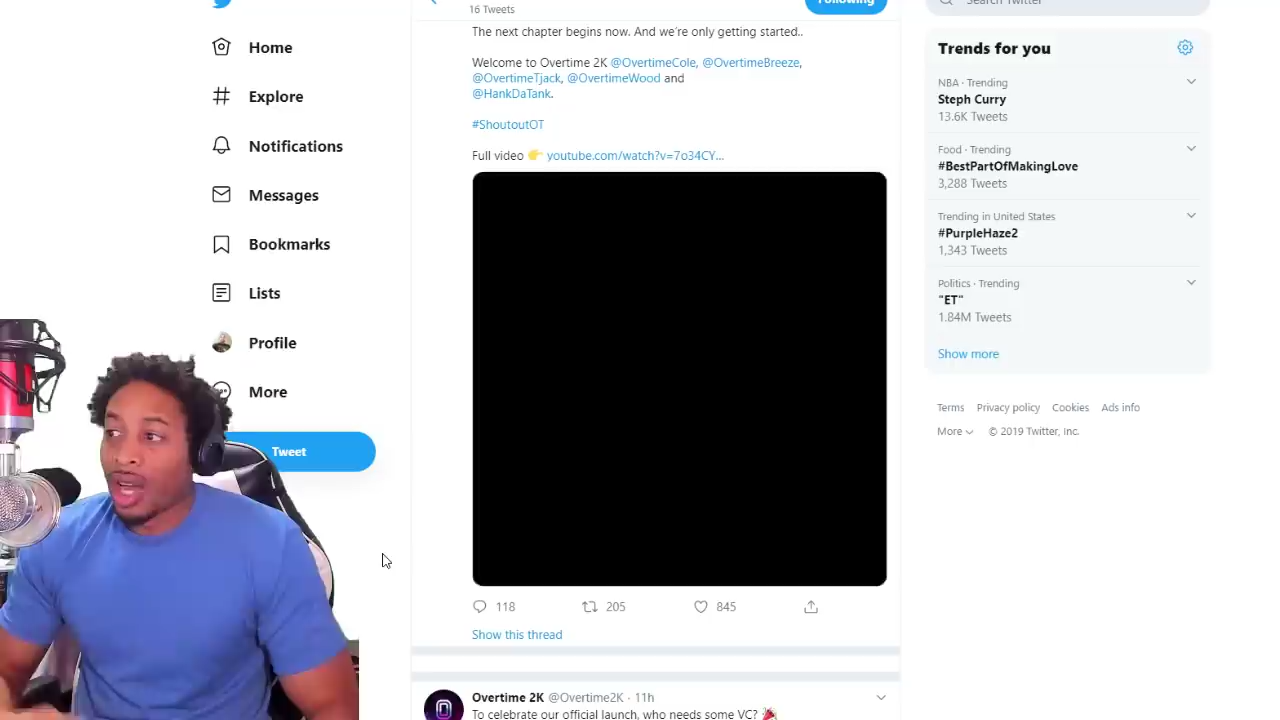 Home
Explore
Notifications
Messages
Bookmarks
Lists
Profile
More
Tweet
16 Tweets
Following
The next chapter begins now. And we're only getting started..
Welcome to Overtime 2K @OvertimeCole, @OvertimeBreeze,
@OvertimeTjack, @OvertimeWood and
@HankDaTank.
#ShoutoutOT
Full video 👉 youtube.com/watch?v=7o34CY...
118
205
845
Show this thread
Overtime 2K @Overtime2K · 11h
To celebrate our official launch, who needs some VC? 🎉
Search Twitter
Trends for you
NBA · Trending
Steph Curry
13.6K Tweets
Food · Trending
#BestPartOfMakingLove
3,288 Tweets
Trending in United States
#PurpleHaze2
1,343 Tweets
Politics · Trending
"ET"
1.84M Tweets
Show more
Terms Privacy policy Cookies Ads info
More © 2019 Twitter, Inc.